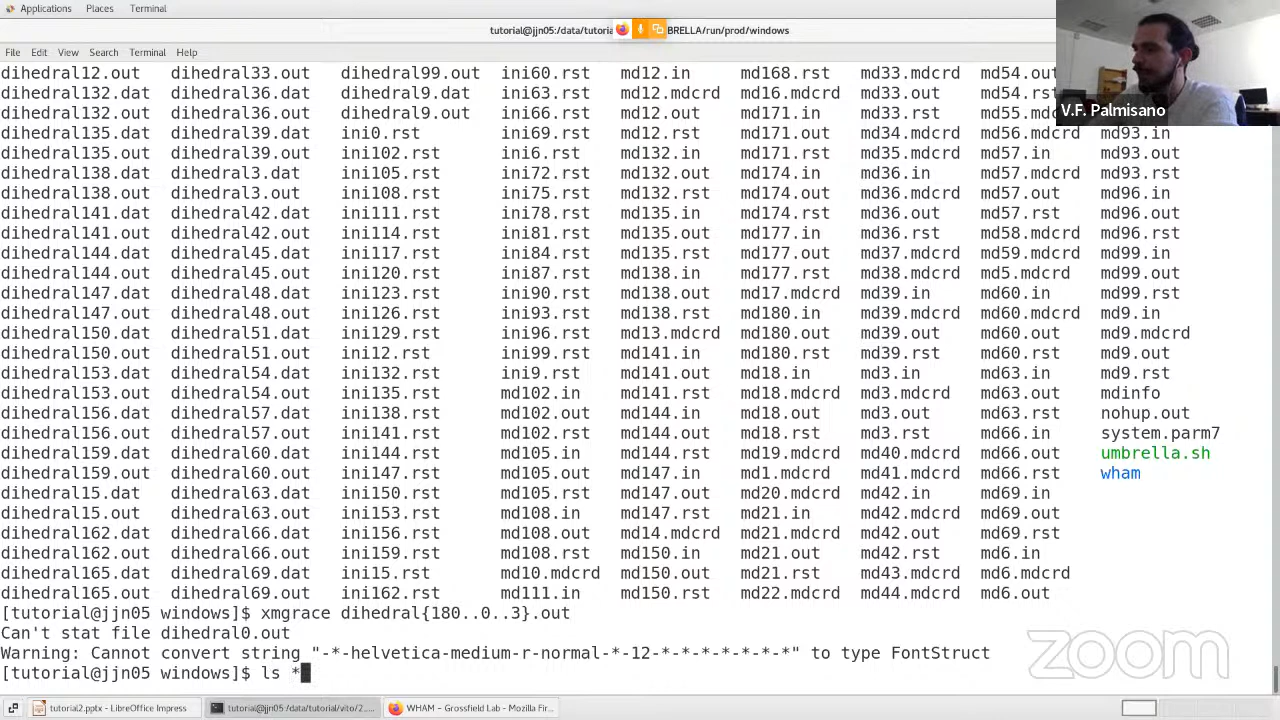 Applications Places Terminal
tutorial@jjn05:/data/tutoria BRELLA/run/prod/windows
File Edit View Search Terminal Help
V.F. Palmisano
dihedral12.out dihedral33.out dihedral99.out ini60.rst md12.in md168.rst md33.mdcrd md54.out
dihedral132.dat dihedral36.dat dihedral9.dat ini63.rst md12.mdcrd md16.mdcrd md33.out md54.rst
dihedral132.out dihedral36.out dihedral9.out ini66.rst md12.out md171.in md33.rst md55.mdc
dihedral135.dat dihedral39.dat ini0.rst ini69.rst md12.rst md171.out md34.mdcrd md56.mdcrd md93.in
dihedral135.out dihedral39.out ini102.rst ini6.rst md132.in md171.rst md35.mdcrd md57.in md93.out
dihedral138.dat dihedral3.dat ini105.rst ini72.rst md132.out md174.in md36.in md57.mdcrd md93.rst
dihedral138.out dihedral3.out ini108.rst ini75.rst md132.rst md174.out md36.mdcrd md57.out md96.in
dihedral141.dat dihedral42.dat ini111.rst ini78.rst md135.in md174.rst md36.out md57.rst md96.out
dihedral141.out dihedral42.out ini114.rst ini81.rst md135.out md177.in md36.rst md58.mdcrd md96.rst
dihedral144.dat dihedral45.dat ini117.rst ini84.rst md135.rst md177.out md37.mdcrd md59.mdcrd md99.in
dihedral144.out dihedral45.out ini120.rst ini87.rst md138.in md177.rst md38.mdcrd md5.mdcrd md99.out
dihedral147.dat dihedral48.dat ini123.rst ini90.rst md138.out md17.mdcrd md39.in md60.in md99.rst
dihedral147.out dihedral48.out ini126.rst ini93.rst md138.rst md180.in md39.mdcrd md60.mdcrd md9.in
dihedral150.dat dihedral51.dat ini129.rst ini96.rst md13.mdcrd md180.out md39.out md60.out md9.mdcrd
dihedral150.out dihedral51.out ini12.rst ini99.rst md141.in md180.rst md39.rst md60.rst md9.out
dihedral153.dat dihedral54.dat ini132.rst ini9.rst md141.out md18.in md3.in md63.in md9.rst
dihedral153.out dihedral54.out ini135.rst md102.in md141.rst md18.mdcrd md3.mdcrd md63.out mdinfo
dihedral156.dat dihedral57.dat ini138.rst md102.out md144.in md18.out md3.out md63.rst nohup.out
dihedral156.out dihedral57.out ini141.rst md102.rst md144.out md18.rst md3.rst md66.in system.parm7
dihedral159.dat dihedral60.dat ini144.rst md105.in md144.rst md19.mdcrd md40.mdcrd md66.out umbrella.sh
dihedral159.out dihedral60.out ini147.rst md105.out md147.in md1.mdcrd md41.mdcrd md66.rst wham
dihedral15.dat dihedral63.dat ini150.rst md105.rst md147.out md20.mdcrd md42.in md69.in
dihedral15.out dihedral63.out ini153.rst md108.in md147.rst md21.in md42.mdcrd md69.out
dihedral162.dat dihedral66.dat ini156.rst md108.out md14.mdcrd md21.mdcrd md42.out md69.rst
dihedral162.out dihedral66.out ini159.rst md108.rst md150.in md21.out md42.rst md6.in
dihedral165.dat dihedral69.dat ini15.rst md10.mdcrd md150.out md21.rst md43.mdcrd md6.mdcrd
dihedral165.out dihedral69.out ini162.rst md111.in md150.rst md22.mdcrd md44.mdcrd md6.out
[tutorial@jjn05 windows]$ xmgrace dihedral{180..0..3}.out
Can't stat file dihedral0.out
Warning: Cannot convert string "-*-helvetica-medium-r-normal-*-12-*-*-*-*-*-*-*" to type FontStruct
[tutorial@jjn05 windows]$ ls *
zoom
tutorial2.pptx - LibreOffice Impress tutorial@jjn05:/data/tutorial/vito/2... WHAM – Grossfield Lab - Mozilla Fir...